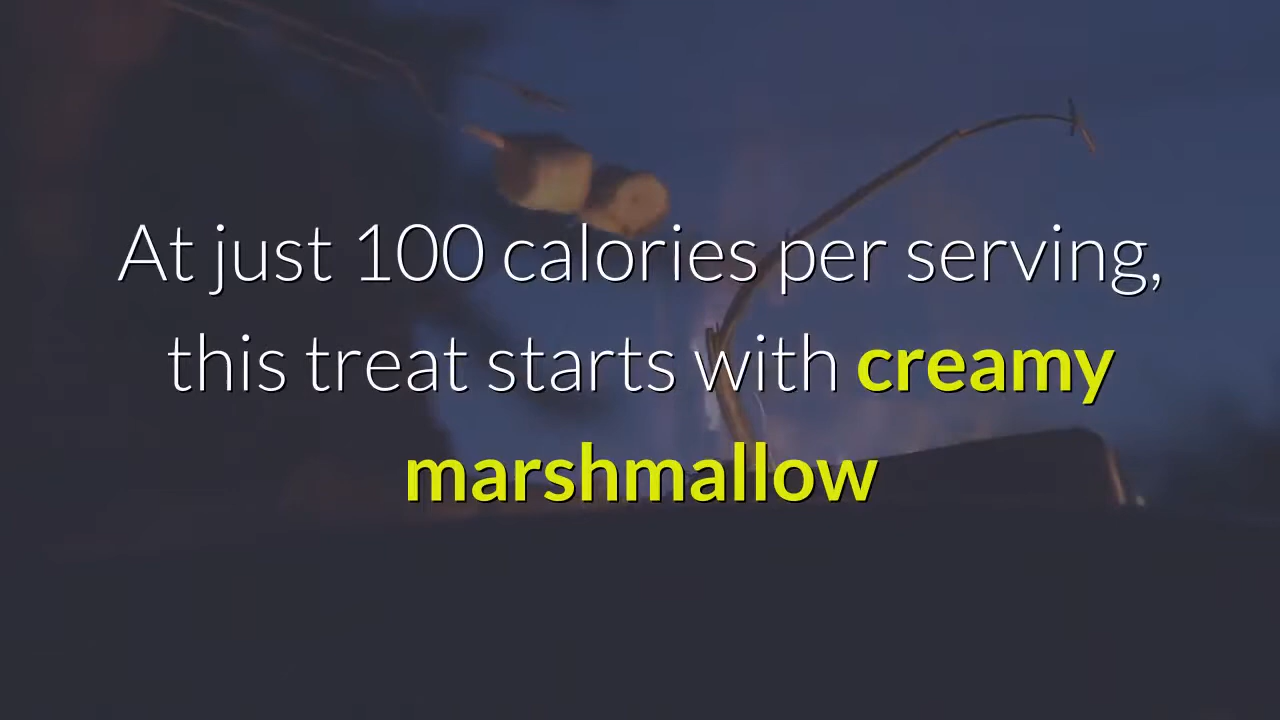 At just 100 calories per serving,
this treat starts with creamy
marshmallow